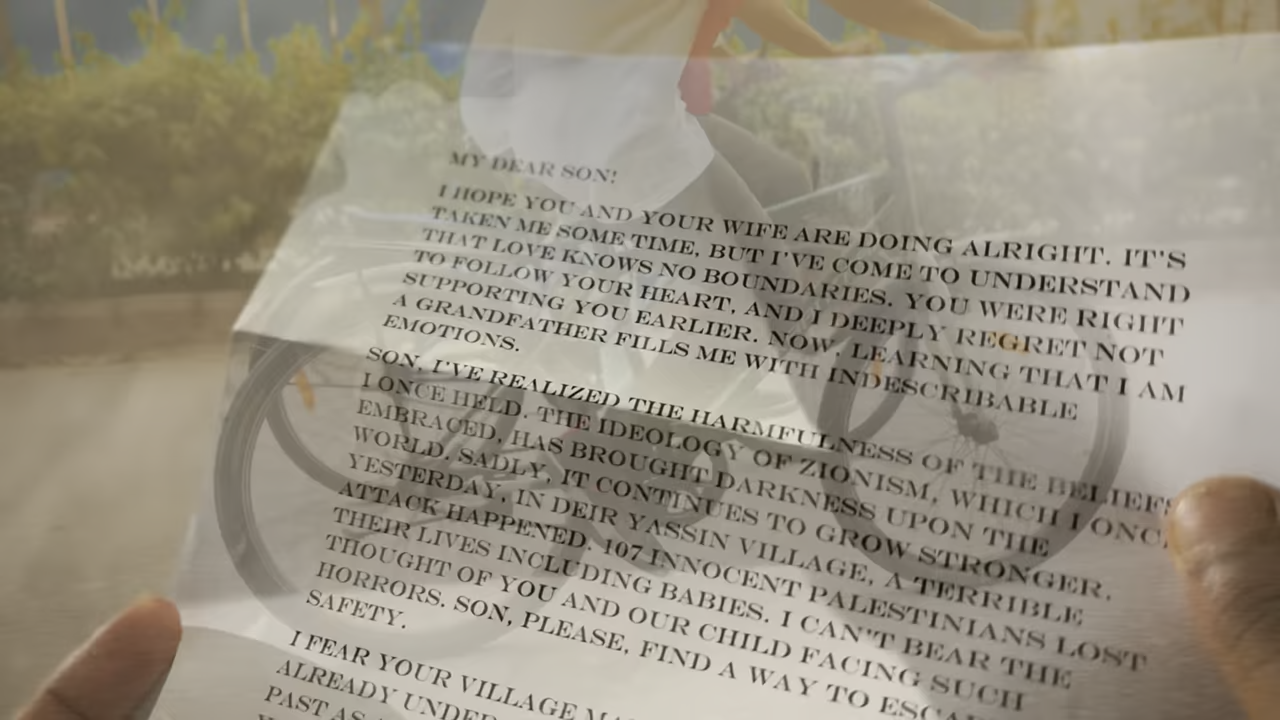 MY DEAR SON!
I HOPE YOU AND YOUR WIFE ARE DOING ALRIGHT. IT'S
TAKEN ME SOME TIME, BUT I'VE COME TO UNDERSTAND
THAT LOVE KNOWS NO BOUNDARIES. YOU WERE RIGHT
TO FOLLOW YOUR HEART, AND I DEEPLY REGRET NOT
SUPPORTING YOU EARLIER. NOW, LEARNING THAT I AM
A GRANDFATHER FILLS ME WITH INDESCRIBABLE
EMOTIONS.
SON, I'VE REALIZED THE HARMFULNESS OF THE BELIEFS
I ONCE HELD. THE IDEOLOGY OF ZIONISM, WHICH I ONCE
EMBRACED, HAS BROUGHT DARKNESS UPON THE
WORLD. SADLY, IT CONTINUES TO GROW STRONGER.
YESTERDAY, IN DEIR YASSIN VILLAGE, A TERRIBLE
ATTACK HAPPENED. 107 INNOCENT PALESTINIANS LOST
THEIR LIVES INCLUDING BABIES. I CAN'T BEAR THE
THOUGHT OF YOU AND OUR CHILD FACING SUCH
HORRORS. SON, PLEASE, FIND A WAY TO
SAFETY.
I FEAR YOUR VILLAGE
ALREADY
PAST AS